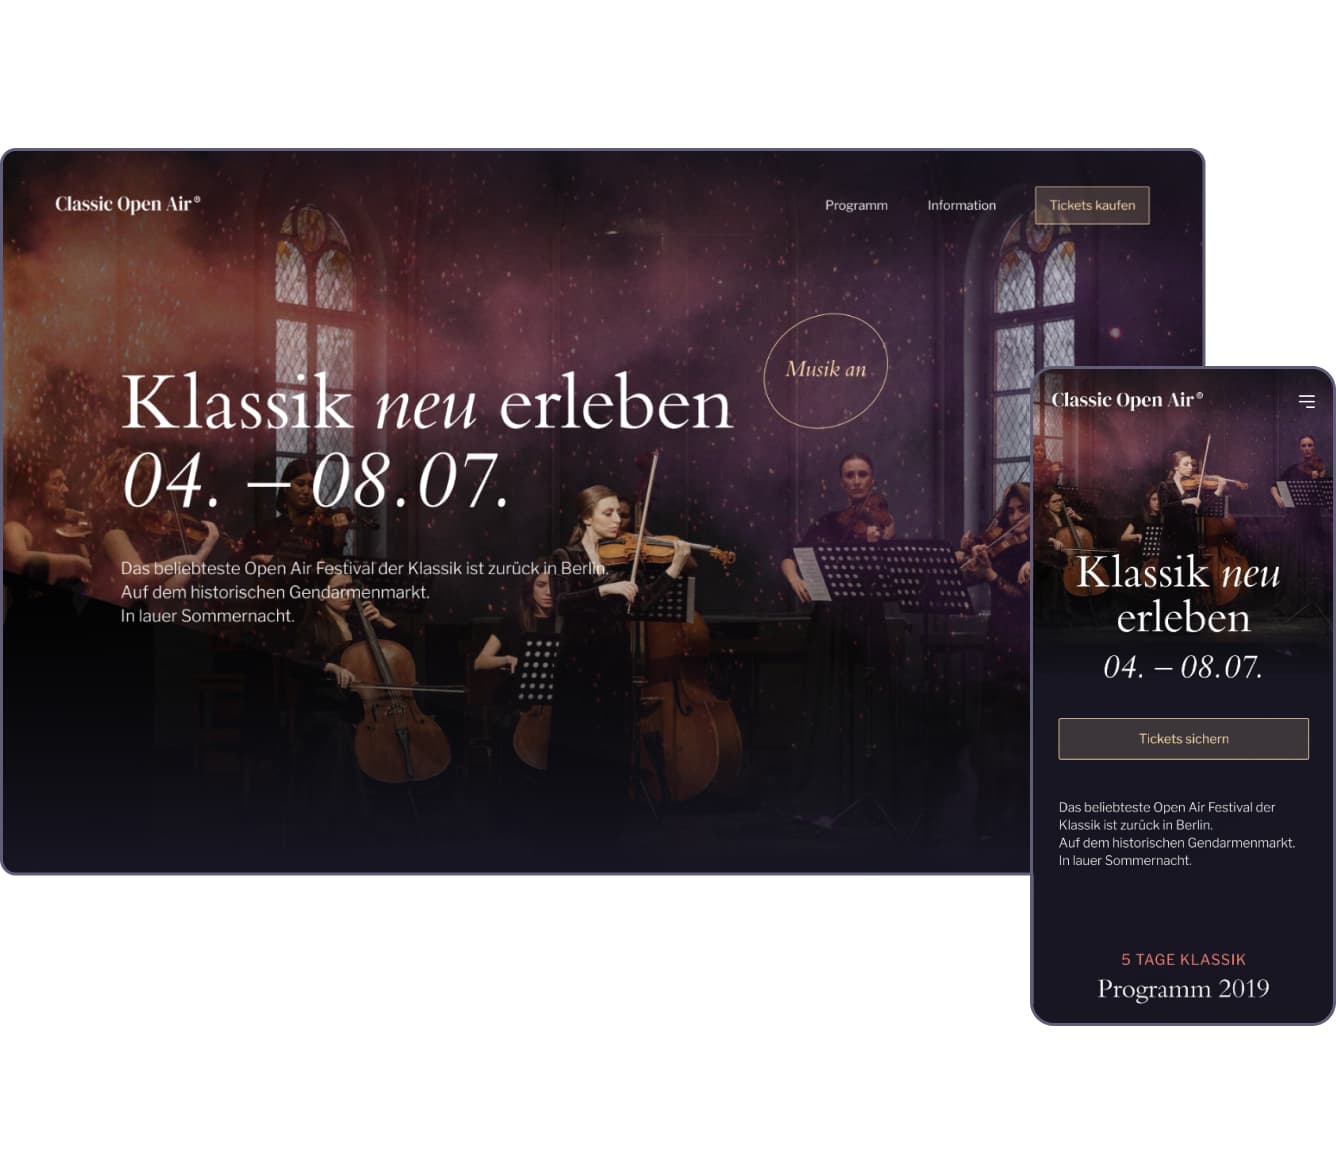 Classic Open Air®
Programm
Information
Tickets kaufen
Musik an
Klassik neu erleben
04. – 08.07.
Das beliebteste Open Air Festival der Klassik ist zurück in Berlin.
Auf dem historischen Gendarmenmarkt.
In lauer Sommernacht.
Classic Open Air®
Klassik neu
erleben
04. – 08.07.
Tickets sichern
Das beliebteste Open Air Festival der
Klassik ist zurück in Berlin.
Auf dem historischen Gendarmenmarkt.
In lauer Sommernacht.
5 TAGE KLASSIK
Programm 2019